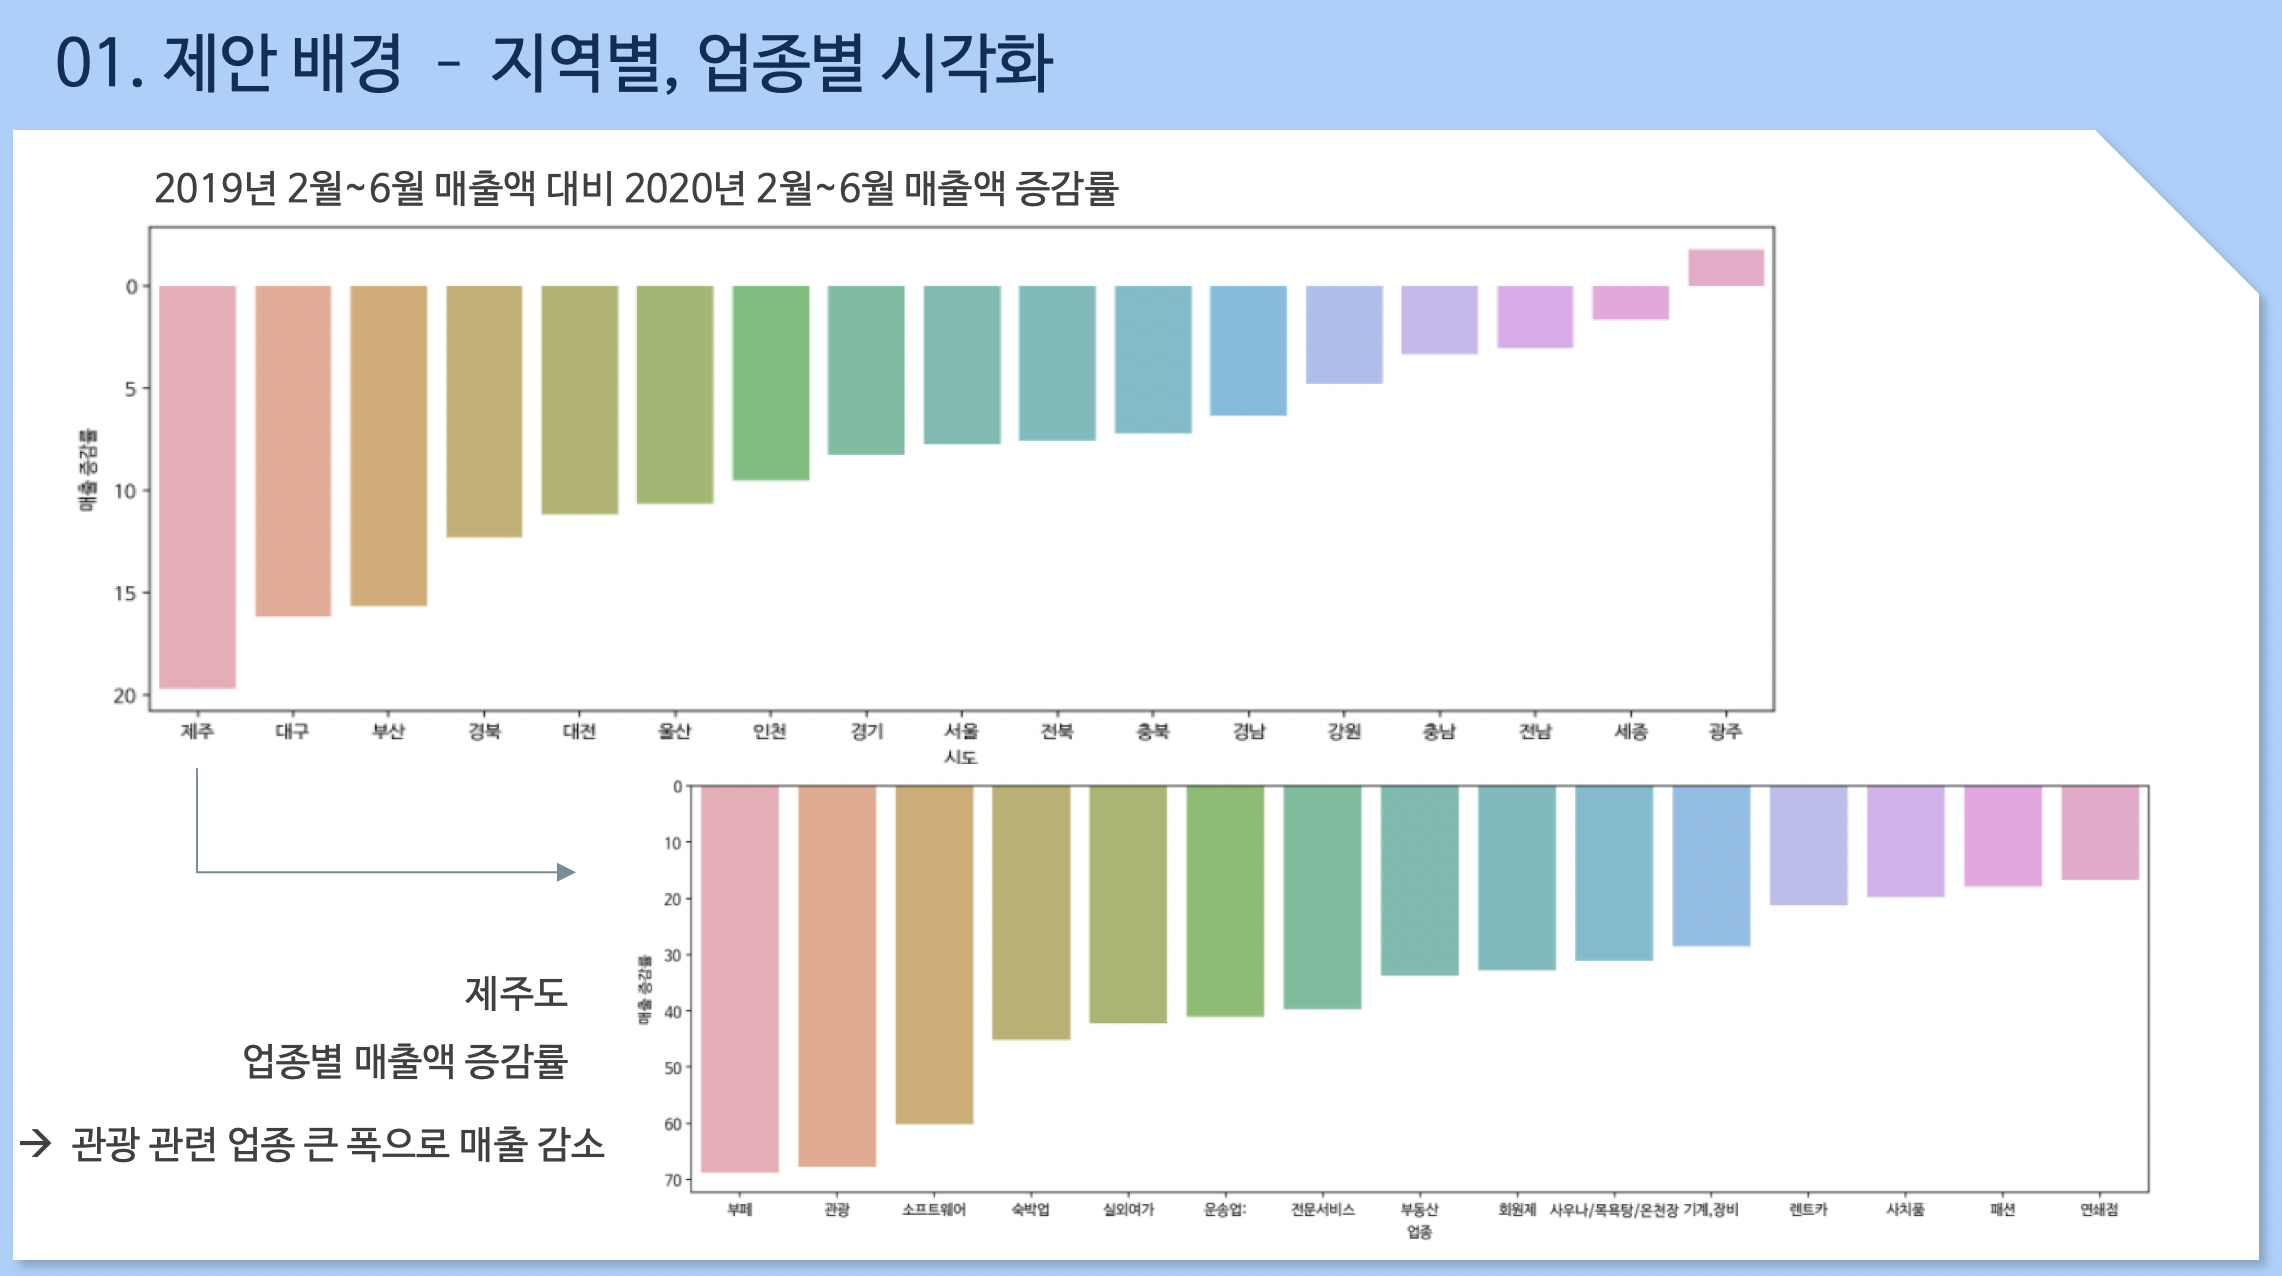 01. 제안 배경 - 지역별, 업종별 시각화
2019년 2월~6월 매출액 대비 2020년 2월~6월 매출액 증감률
매출 증감률
0
5
10
15
20
제주 대구 부산 경북 대전 울산 인천 경기 서울 전북 충북 경남 강원 충남 전남 세종 광주
시도
제주도
업종별 매출액 증감률
→ 관광 관련 업종 큰 폭으로 매출 감소
매출 증감률
0
10
20
30
40
50
60
70
부페 관광 소프트웨어 숙박업 실외여가 운송업: 전문서비스 부동산 회원제 사우나/목욕탕/온천장 기계,장비 렌트카 사치품 패션 연쇄점
업종